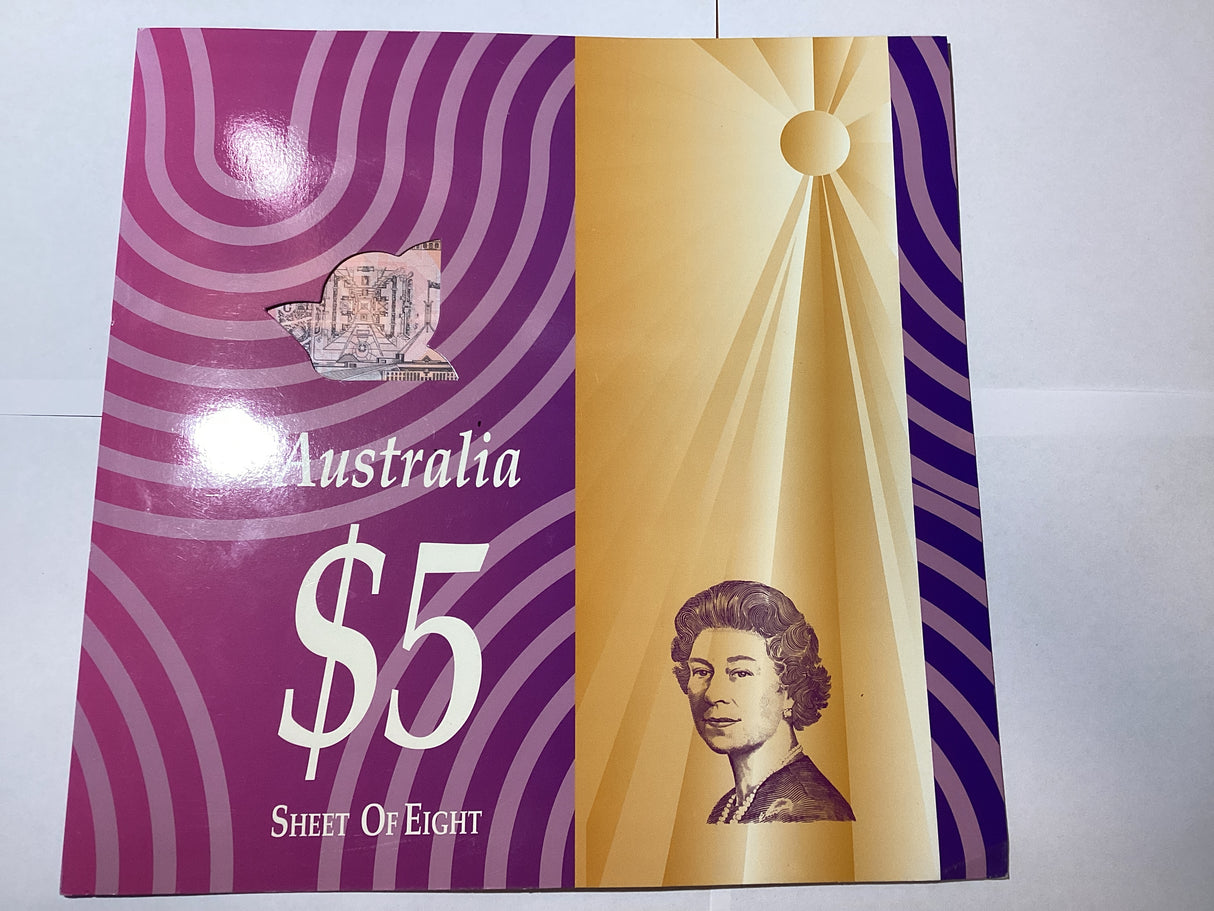 Australia
$5
SHEET OF EIGHT